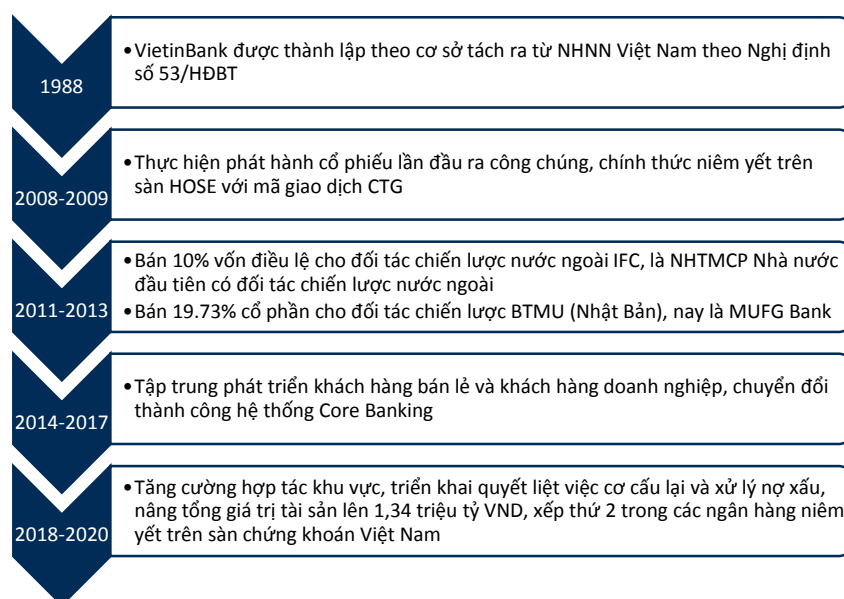 1988
•VietinBank được thành lập theo cơ sở tách ra từ NHNN Việt Nam theo Nghị định
số 53/HĐBT
2008-2009
•Thực hiện phát hành cổ phiếu lần đầu ra công chúng, chính thức niêm yết trên
sàn HOSE với mã giao dịch CTG
2011-2013
•Bán 10% vốn điều lệ cho đối tác chiến lược nước ngoài IFC, là NHTMCP Nhà nước
đầu tiên có đối tác chiến lược nước ngoài
•Bán 19.73% cổ phần cho đối tác chiến lược BTMU (Nhật Bản), nay là MUFG Bank
2014-2017
•Tập trung phát triển khách hàng bán lẻ và khách hàng doanh nghiệp, chuyển đổi
thành công hệ thống Core Banking
2018-2020
•Tăng cường hợp tác khu vực, triển khai quyết liệt việc cơ cấu lại và xử lý nợ xấu,
nâng tổng giá trị tài sản lên 1,34 triệu tỷ VND, xếp thứ 2 trong các ngân hàng niêm
yết trên sàn chứng khoán Việt Nam